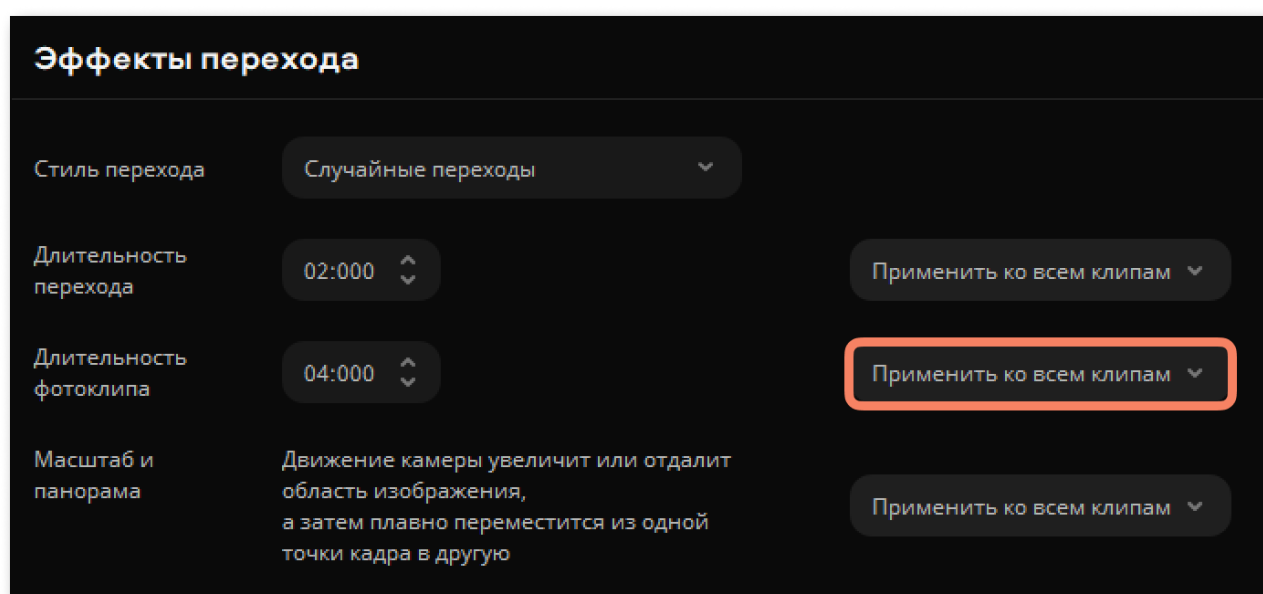 Эффекты перехода
Стиль перехода
Случайные переходы
Длительность
перехода
02:000
Применить ко всем клипам
Длительность
фотоклипа
04:000
Применить ко всем клипам
Масштаб и
панорама
Движение камеры увеличит или отдалит
область изображения,
а затем плавно переместится из одной
точки кадра в другую
Применить ко всем клипам